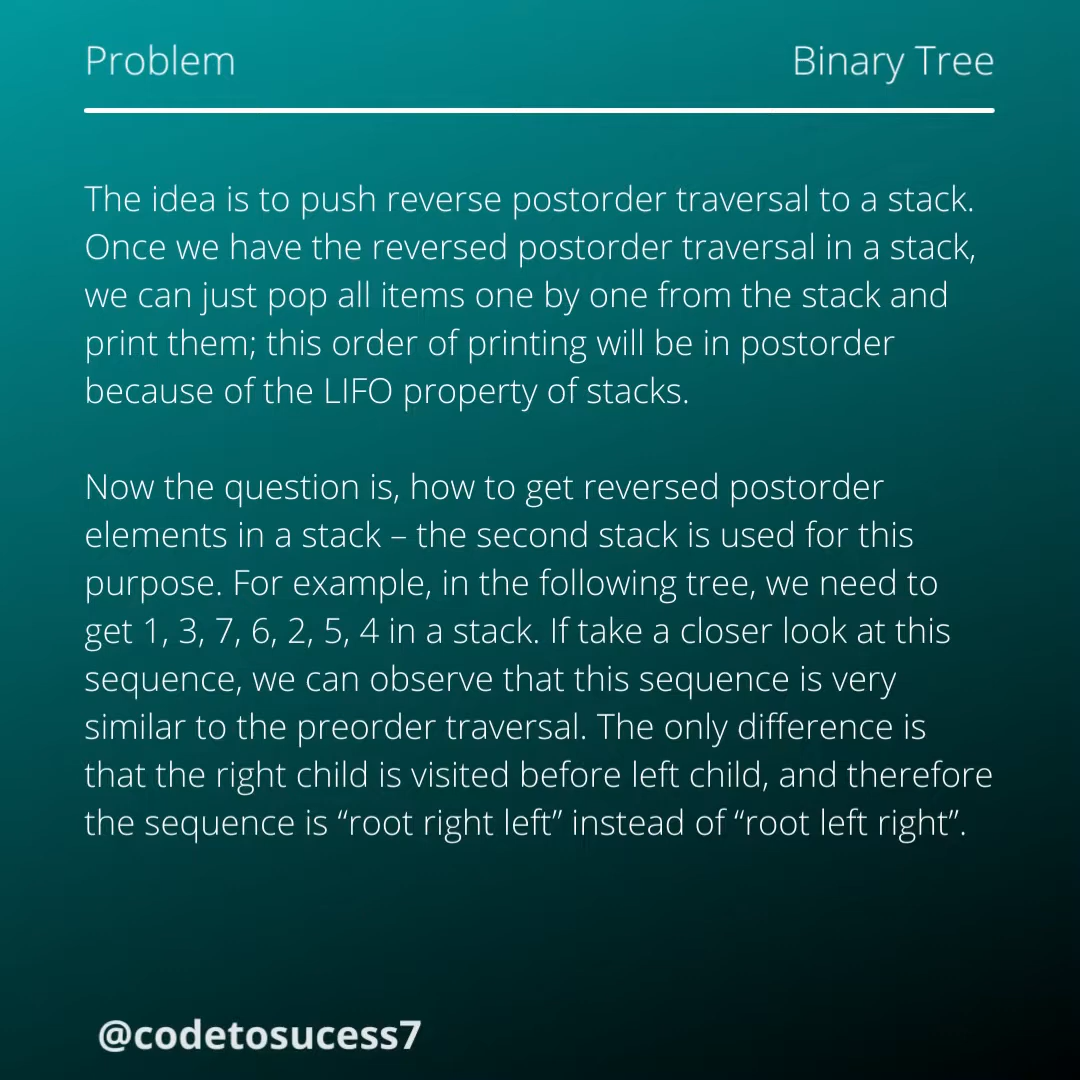 Problem
Binary Tree
The idea is to push reverse postorder traversal to a stack.
Once we have the reversed postorder traversal in a stack,
we can just pop all items one by one from the stack and
print them; this order of printing will be in postorder
because of the LIFO property of stacks.
Now the question is, how to get reversed postorder
elements in a stack – the second stack is used for this
purpose. For example, in the following tree, we need to
get 1, 3, 7, 6, 2, 5, 4 in a stack. If take a closer look at this
sequence, we can observe that this sequence is very
similar to the preorder traversal. The only difference is
that the right child is visited before left child, and therefore
the sequence is “root right left” instead of “root left right”.
@codetosucess7